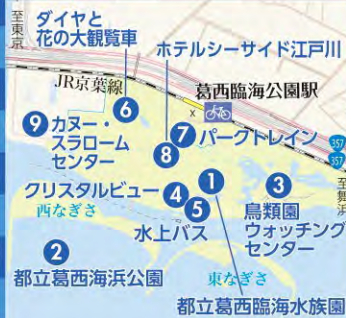 至東京
ダイヤと
花の大観覧車
ホテルシーサイド江戸川
JR京葉線
葛西臨海公園駅
6
X
357
357
9
カヌー・
スラローム
センター
7
パークトレイン
8
至舞浜
クリスタルビュー
4
1
3
西なぎさ
5
鳥類園
ウォッチング
センター
水上バス
2
都立葛西海浜公園
東なぎさ
都立葛西臨海水族園